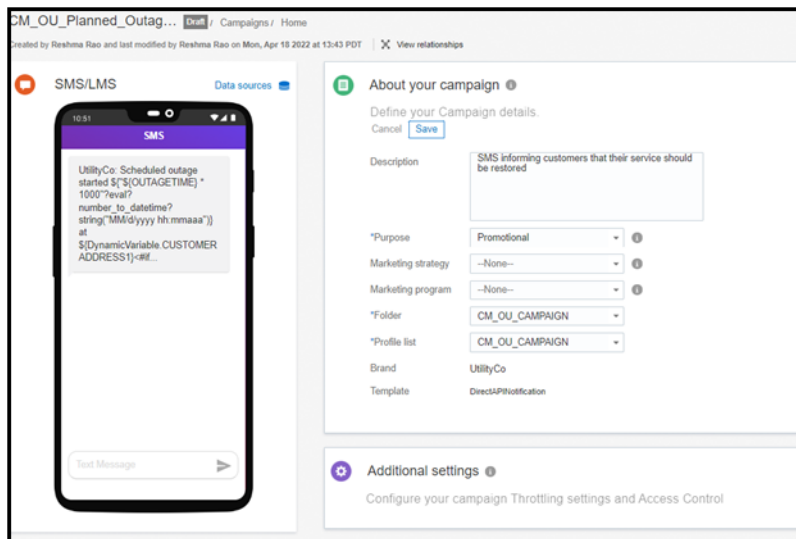 CM_OU_Planned_Outag... Draft / Campaigns / Home
Created by Reshma Rao and last modified by Reshma Rao on Mon, Apr 18 2022 at 13:43 PDT View relationships
SMS/LMS Data sources
10:51
SMS
UtilityCo: Scheduled outage
started ${"${OUTAGETIME} *
1000"?eval?
number_to_datetime?
string("MM/d/yyyy hh:mmaaa")}
at
${DynamicVariable.CUSTOMER
ADDRESS1}<#if...
Text Message
About your campaign
Define your Campaign details.
Cancel Save
Description SMS informing customers that their service should
be restored
*Purpose Promotional
Marketing strategy --None--
Marketing program --None--
*Folder CM_OU_CAMPAIGN
*Profile list CM_OU_CAMPAIGN
Brand UtilityCo
Template DirectAPINotification
Additional settings
Configure your campaign Throttling settings and Access Control